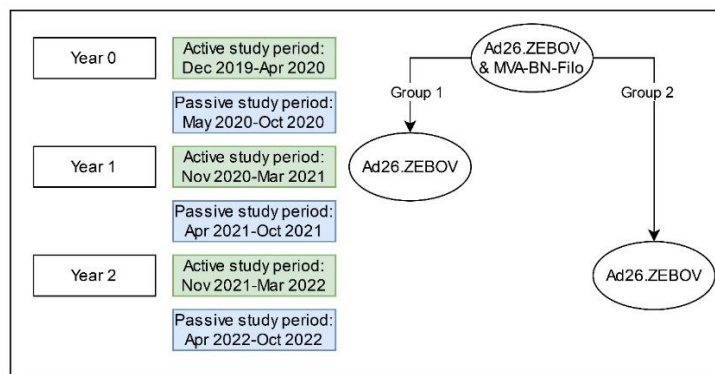 Year 0
Active study period:
Dec 2019-Apr 2020
Passive study period:
May 2020-Oct 2020
Year 1
Active study period:
Nov 2020-Mar 2021
Passive study period:
Apr 2021-Oct 2021
Year 2
Active study period:
Nov 2021-Mar 2022
Passive study period:
Apr 2022-Oct 2022
Ad26.ZEBOV
& MVA-BN-Filo
Group 1
Group 2
Ad26.ZEBOV
Ad26.ZEBOV